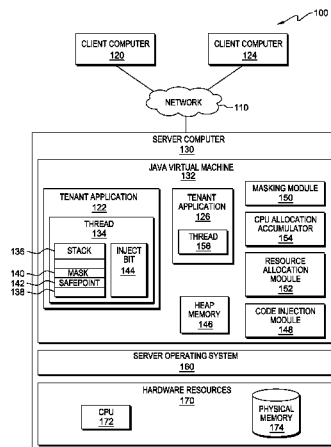 100
CLIENT COMPUTER
120
CLIENT COMPUTER
124
NETWORK
110
SERVER COMPUTER
130
JAVA VIRTUAL MACHINE
132
TENANT APPLICATION
122
THREAD
134
136
STACK
INJECT
BIT
144
140
MASK
142
SAFEPOINT
138
TENANT
APPLICATION
126
THREAD
156
HEAP
MEMORY
146
MASKING MODULE
150
CPU ALLOCATION
ACCUMULATOR
154
RESOURCE
ALLOCATION
MODULE
152
CODE INJECTION
MODULE
148
SERVER OPERATING SYSTEM
160
HARDWARE RESOURCES
170
CPU
172
PHYSICAL
MEMORY
174